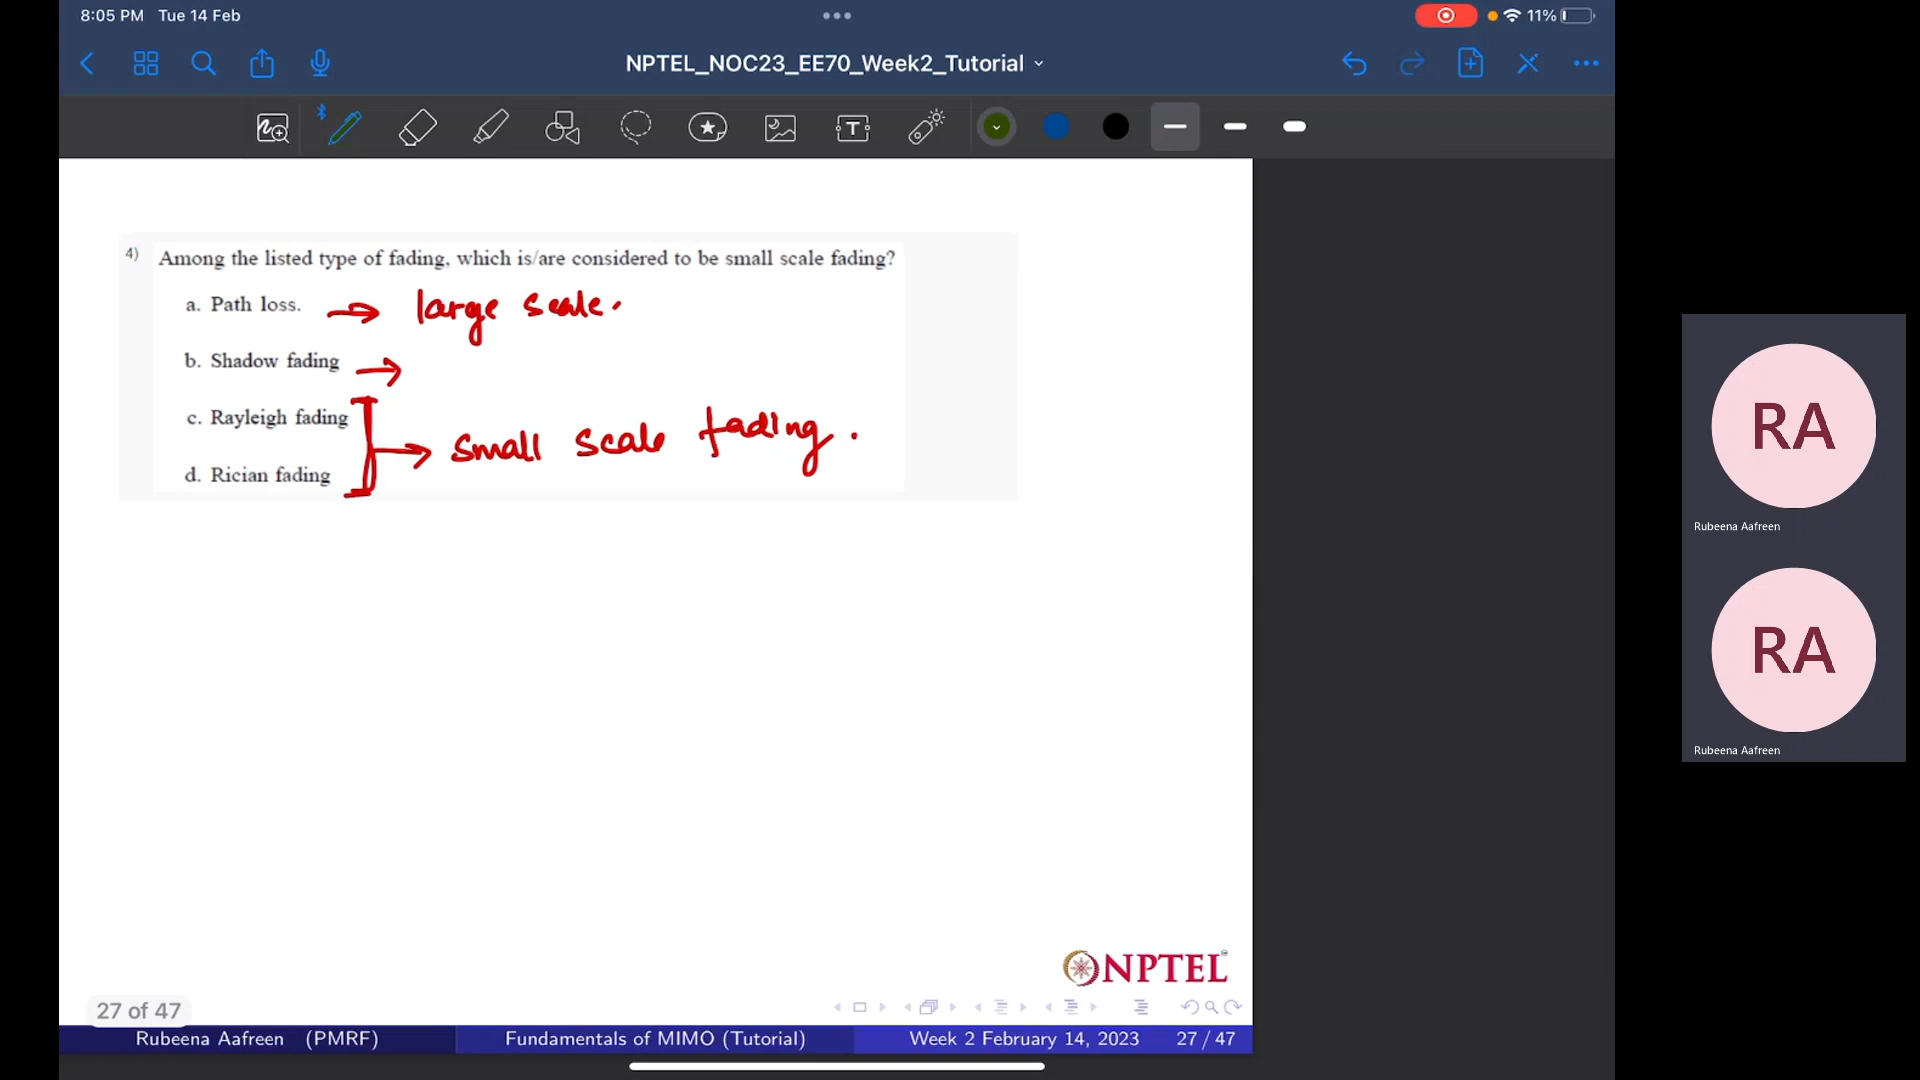 8:05 PM Tue 14 Feb
11%
NPTEL_NOC23_EE70_Week2_Tutorial
T
4) Among the listed type of fading, which is/are considered to be small scale fading?
a. Path loss. → large scale.
b. Shadow fading →
c. Rayleigh fading
→ small scale fading.
d. Rician fading
RA
Rubeena Aafreen
RA
Rubeena Aafreen
NPTEL
27 of 47
Rubeena Aafreen (PMRF) Fundamentals of MIMO (Tutorial) Week 2 February 14, 2023 27 / 47